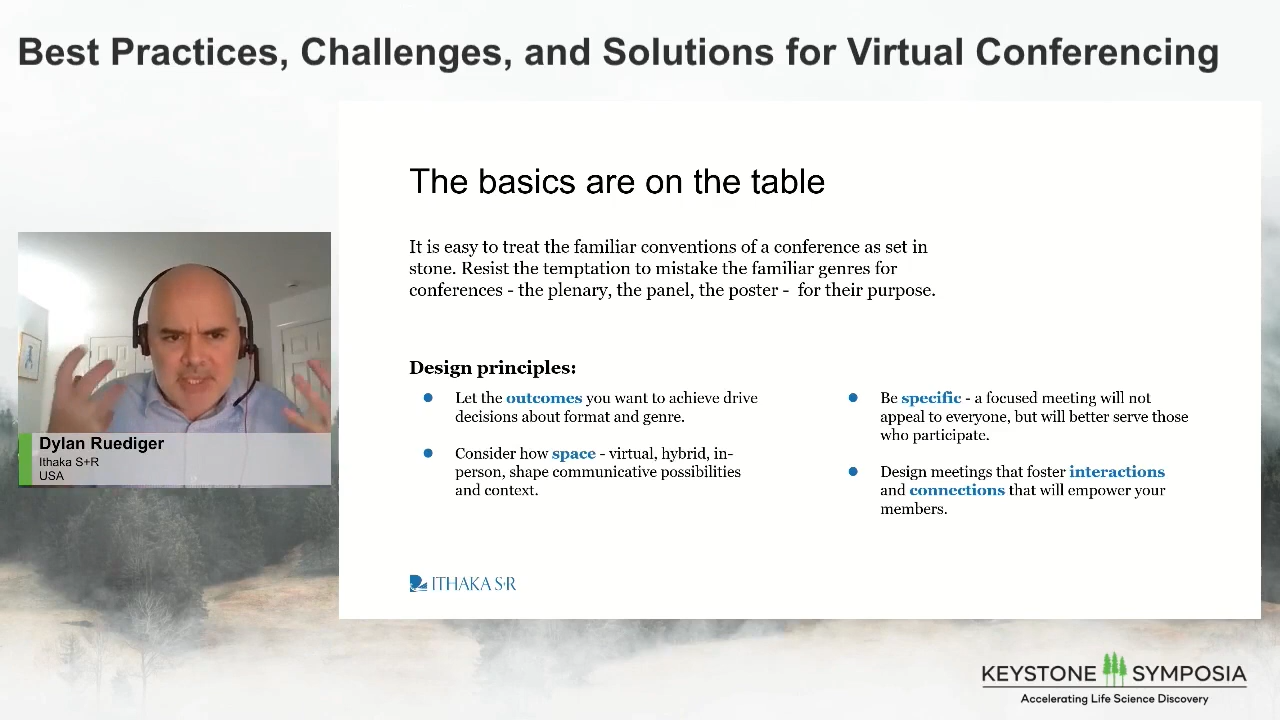 Best Practices, Challenges, and Solutions for Virtual Conferencing
The basics are on the table
It is easy to treat the familiar conventions of a conference as set in
stone. Resist the temptation to mistake the familiar genres for
conferences - the plenary, the panel, the poster -  for their purpose.
Design principles:
Let the outcomes you want to achieve drive
decisions about format and genre.
Consider how space - virtual, hybrid, in-
person, shape communicative possibilities
and context.
Be specific - a focused meeting will not
appeal to everyone, but will better serve those
who participate.
Design meetings that foster interactions
and connections that will empower your
members.
ITHAKA S+R
Dylan Ruediger
Ithaka S+R
USA
KEYSTONE SYMPOSIA
Accelerating Life Science Discovery